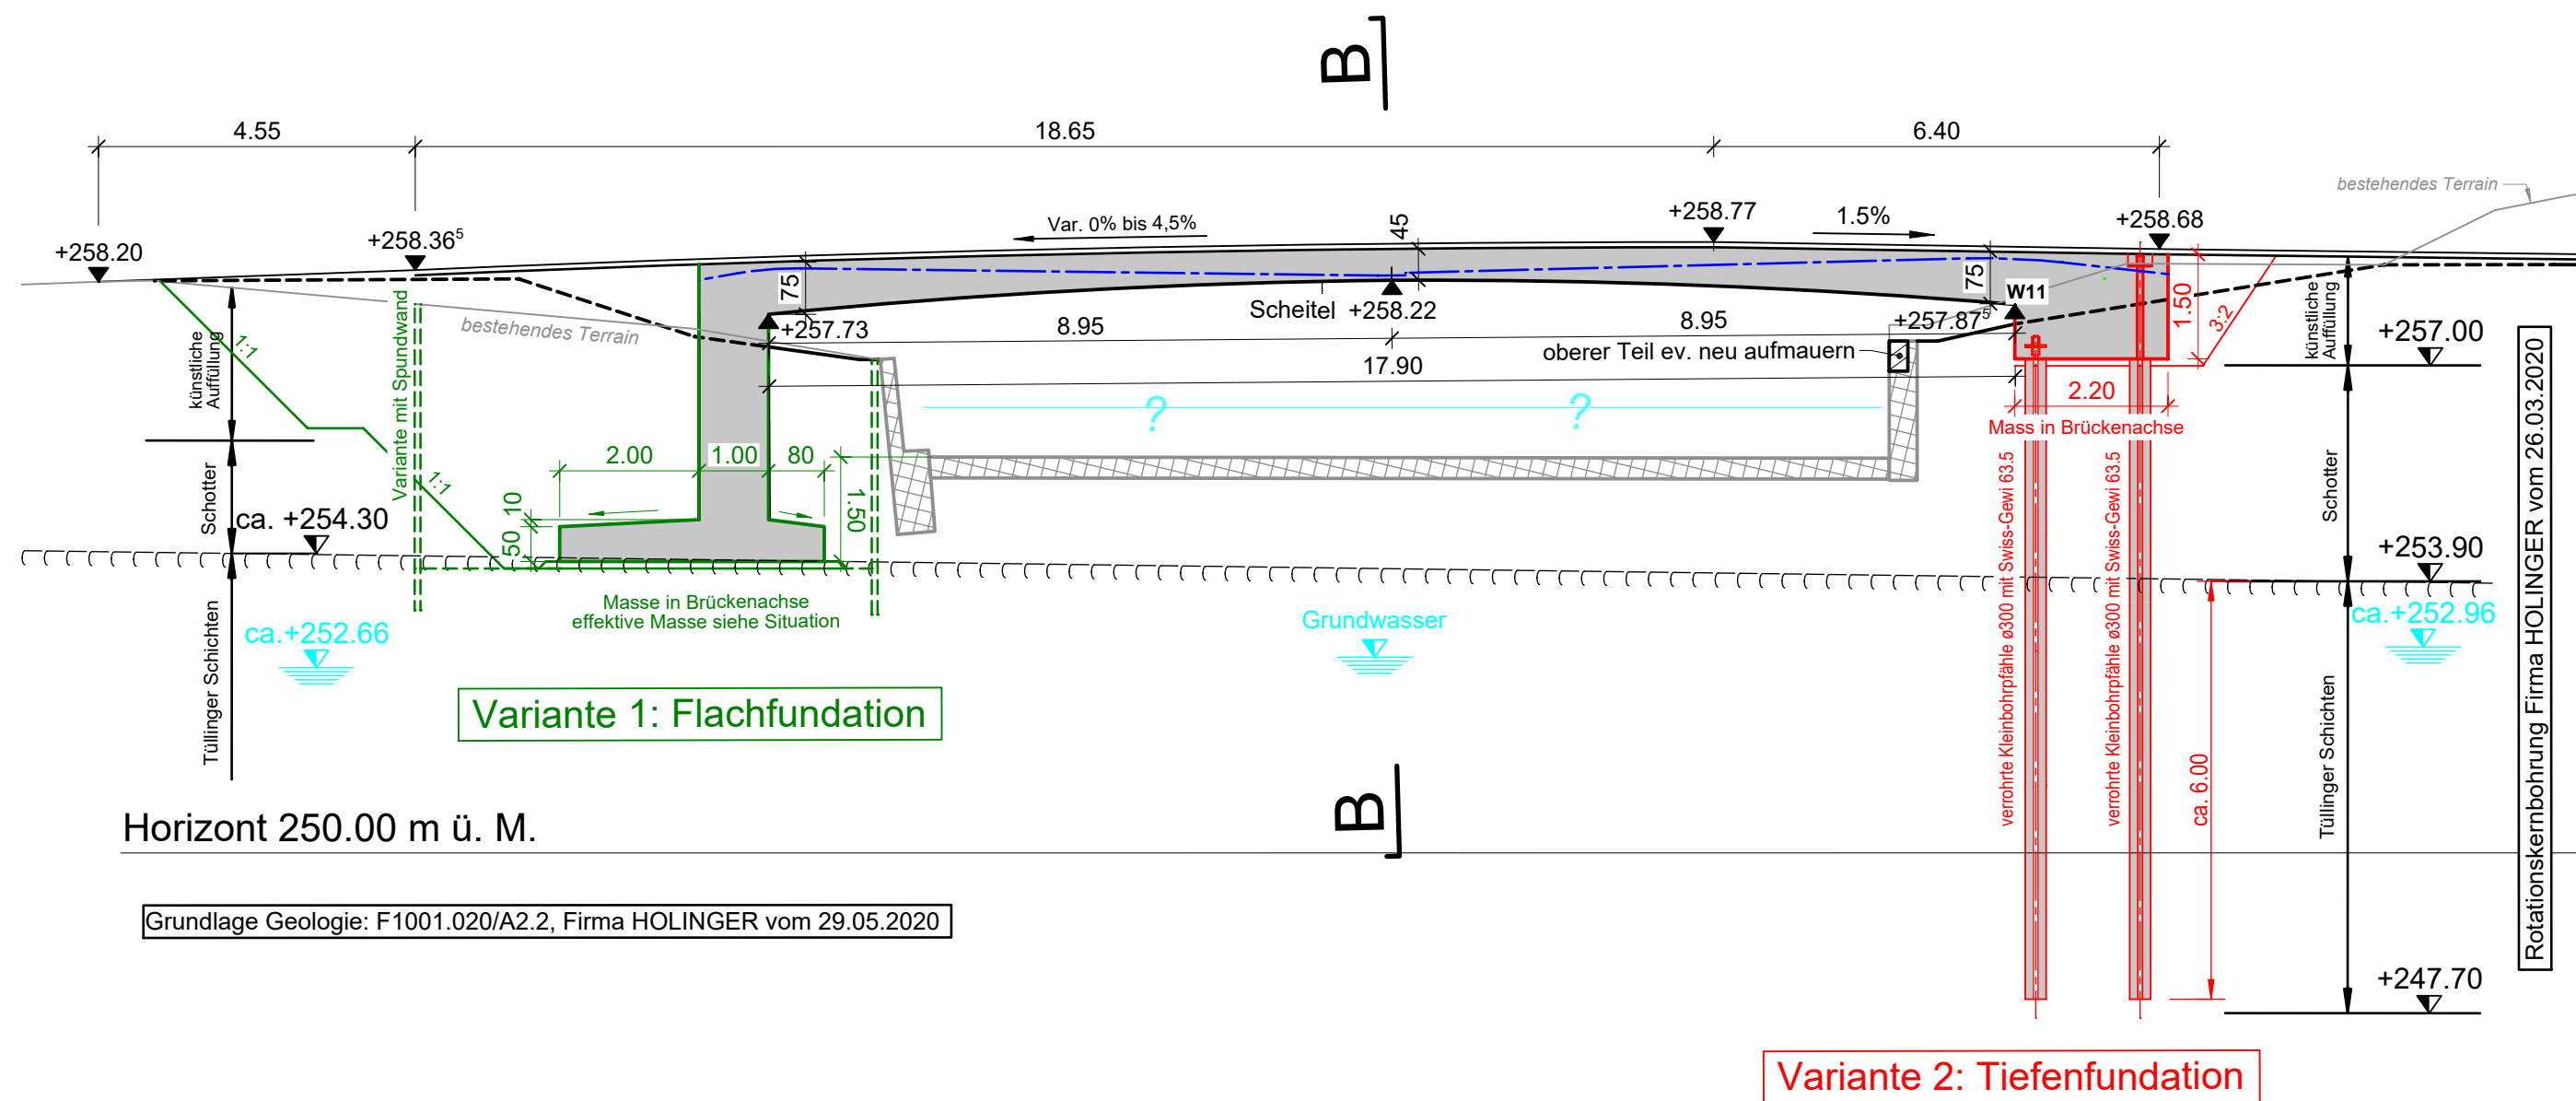 B
4.55
18.65
6.40
bestehendes Terrain
+258.20
+258.36⁵
Var. 0% bis 4,5%
45
+258.77
1.5%
+258.68
75
75
W11
1.50
3:2
künstliche
Auffüllung
1:1
Variante mit Spundwand
bestehendes Terrain
+257.73
Scheitel
+258.22
8.95
8.95
+257.87⁵
oberer Teil ev. neu aufmauern
17.90
künstliche
Auffüllung
+257.00
2.20
Mass in Brückenachse
?
?
2.00
1.00
80
1:1
Schotter
10
50
1.50
ca. +254.30
verrohrte Kleinbohrpfähle ø300 mit Swiss-Gewi 63.5
verrohrte Kleinbohrpfähle ø300 mit Swiss-Gewi 63.5
Schotter
+253.90
Rotationskernbohrung Firma HOLINGER vom 26.03.2020
Masse in Brückenachse
effektive Masse siehe Situation
Grundwasser
ca.+252.66
ca.+252.96
Tüllinger Schichten
Tüllinger Schichten
Variante 1: Flachfundation
ca. 6.00
B
Horizont 250.00 m ü. M.
Grundlage Geologie: F1001.020/A2.2, Firma HOLINGER vom 29.05.2020
+247.70
Variante 2: Tiefenfundation